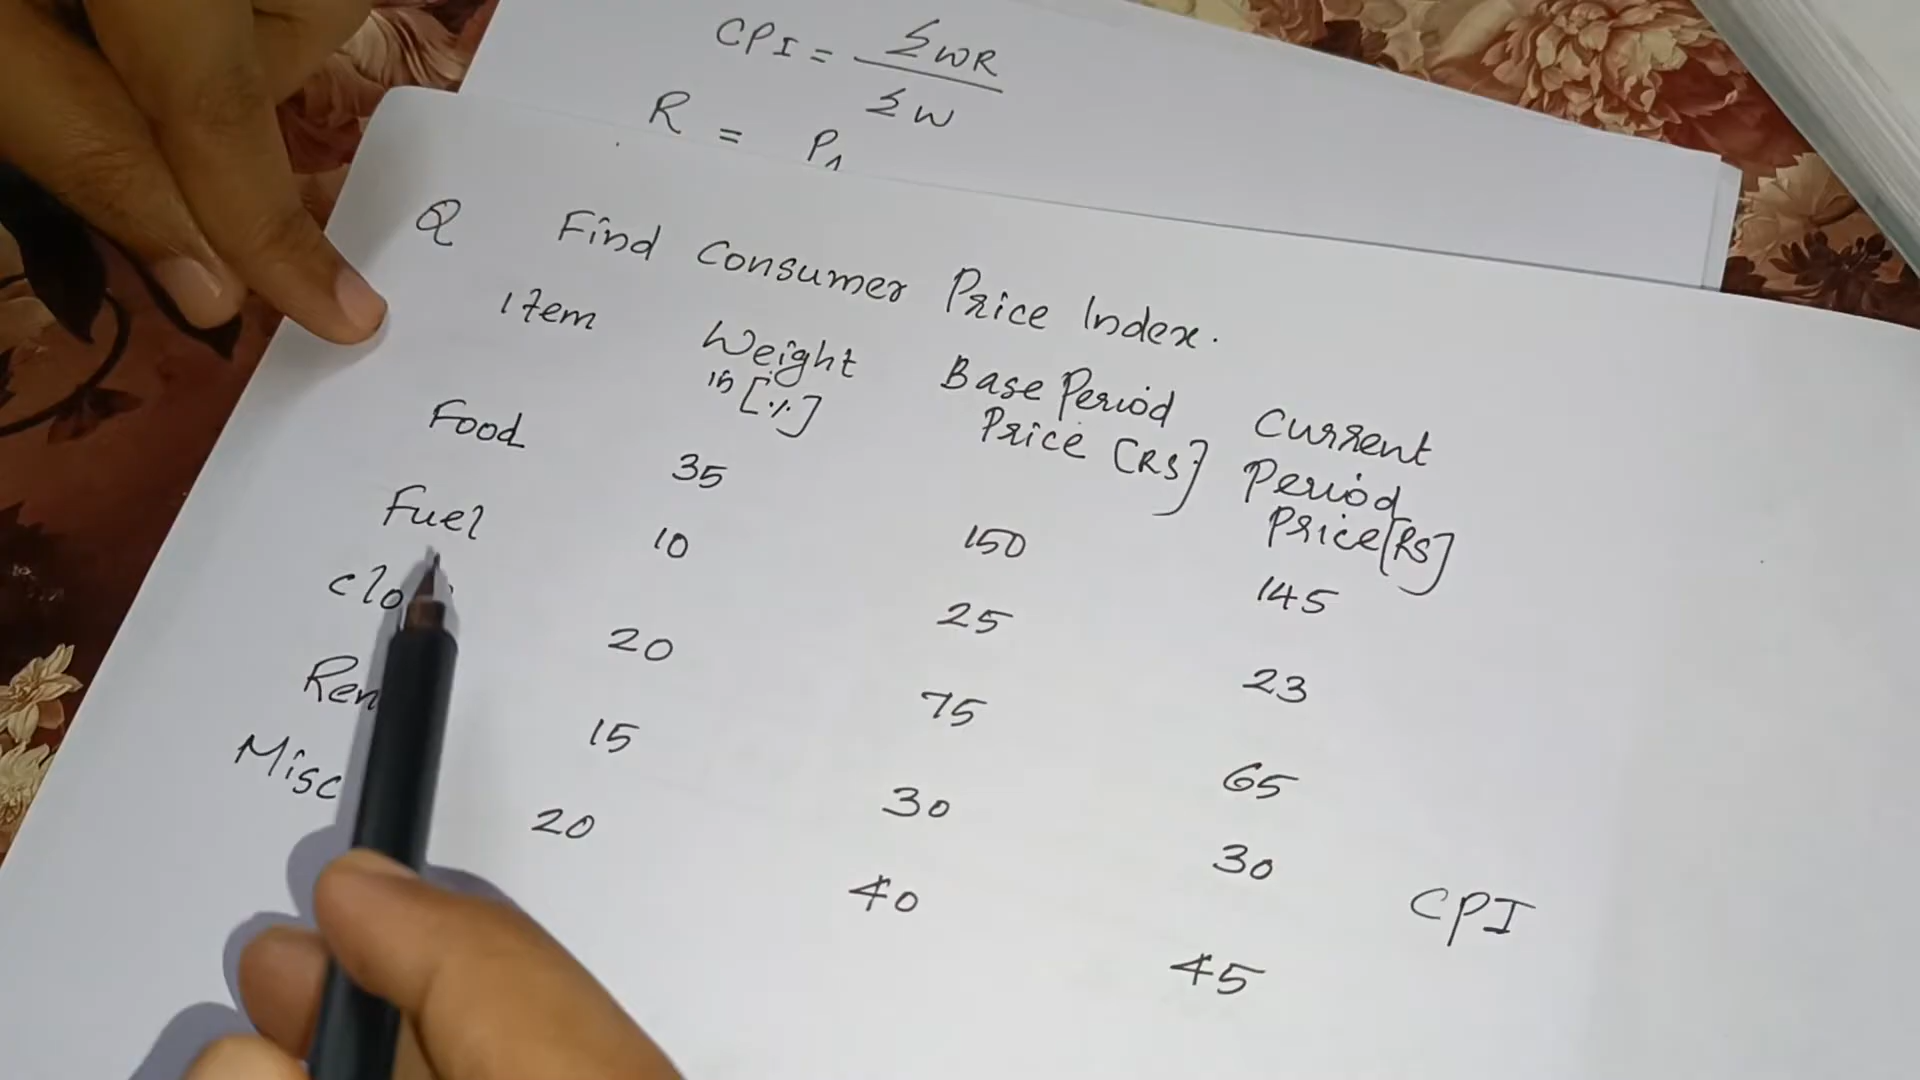 CPI = ΣWR
ΣW
R = P1
Q Find Consumer Price Index.
Item Weight in [%] Base Period Price [RS] Current Period Price [RS]
Food 35 150 145
Fuel 10 25 23
20 75 65
15 30 30
Misc 20 40 45
CPI